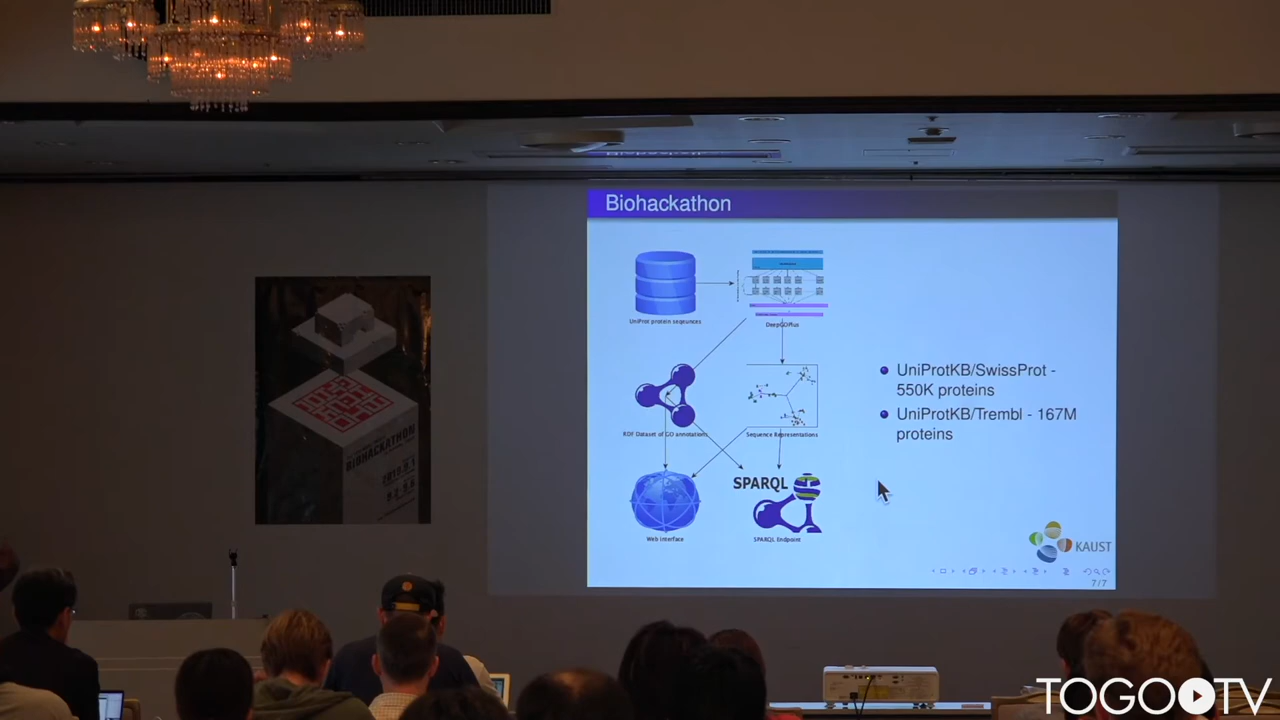 Biohackathon
UniProt protein seqeunces
DeepGOPlus
UniProtKB/SwissProt -
550K proteins
UniProtKB/Trembl - 167M
proteins
RDF Dataset of GO annotations
Sequence Representations
SPARQL
Web Interface
SPARQL Endpoint
KAUST
7/7
BIOHACKATHON
TOGO TV